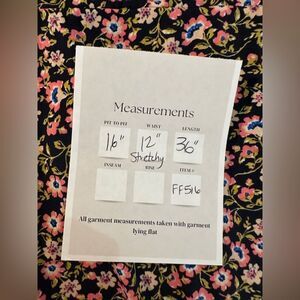 Measurements
PIT TO PIT WAIST LENGTH
16" 12" 36"
Stretchy
INSEAM RISE ITEM #
FF516
All garment measurements taken with garment
lying flat